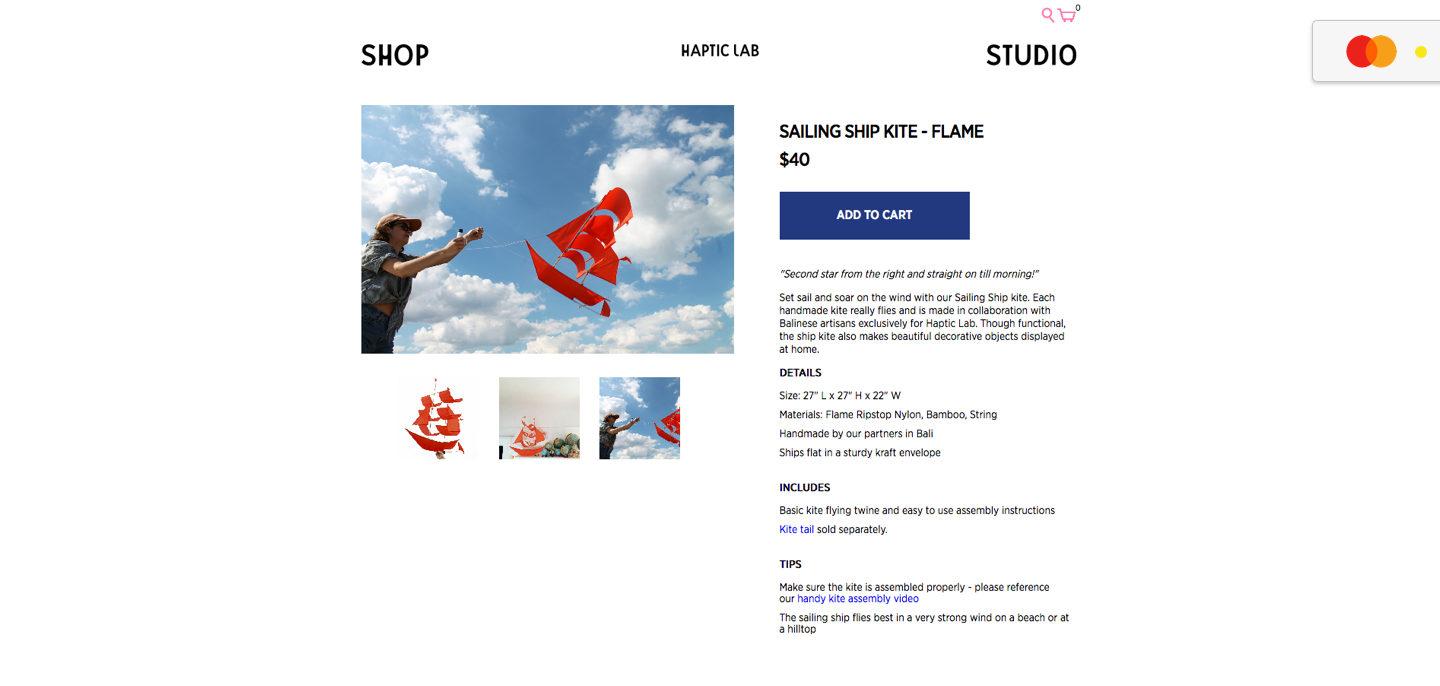 0
SHOP
HAPTIC LAB
STUDIO
SAILING SHIP KITE - FLAME
$40
ADD TO CART
"Second star from the right and straight on till morning!"
Set sail and soar on the wind with our Sailing Ship kite. Each
handmade kite really flies and is made in collaboration with
Balinese artisans exclusively for Haptic Lab. Though functional,
the ship kite also makes beautiful decorative objects displayed
at home.
DETAILS
Size: 27" L x 27" H x 22" W
Materials: Flame Ripstop Nylon, Bamboo, String
Handmade by our partners in Bali
Ships flat in a sturdy kraft envelope
INCLUDES
Basic kite flying twine and easy to use assembly instructions
Kite tail sold separately.
TIPS
Make sure the kite is assembled properly - please reference
our handy kite assembly video
The sailing ship flies best in a very strong wind on a beach or at
a hilltop